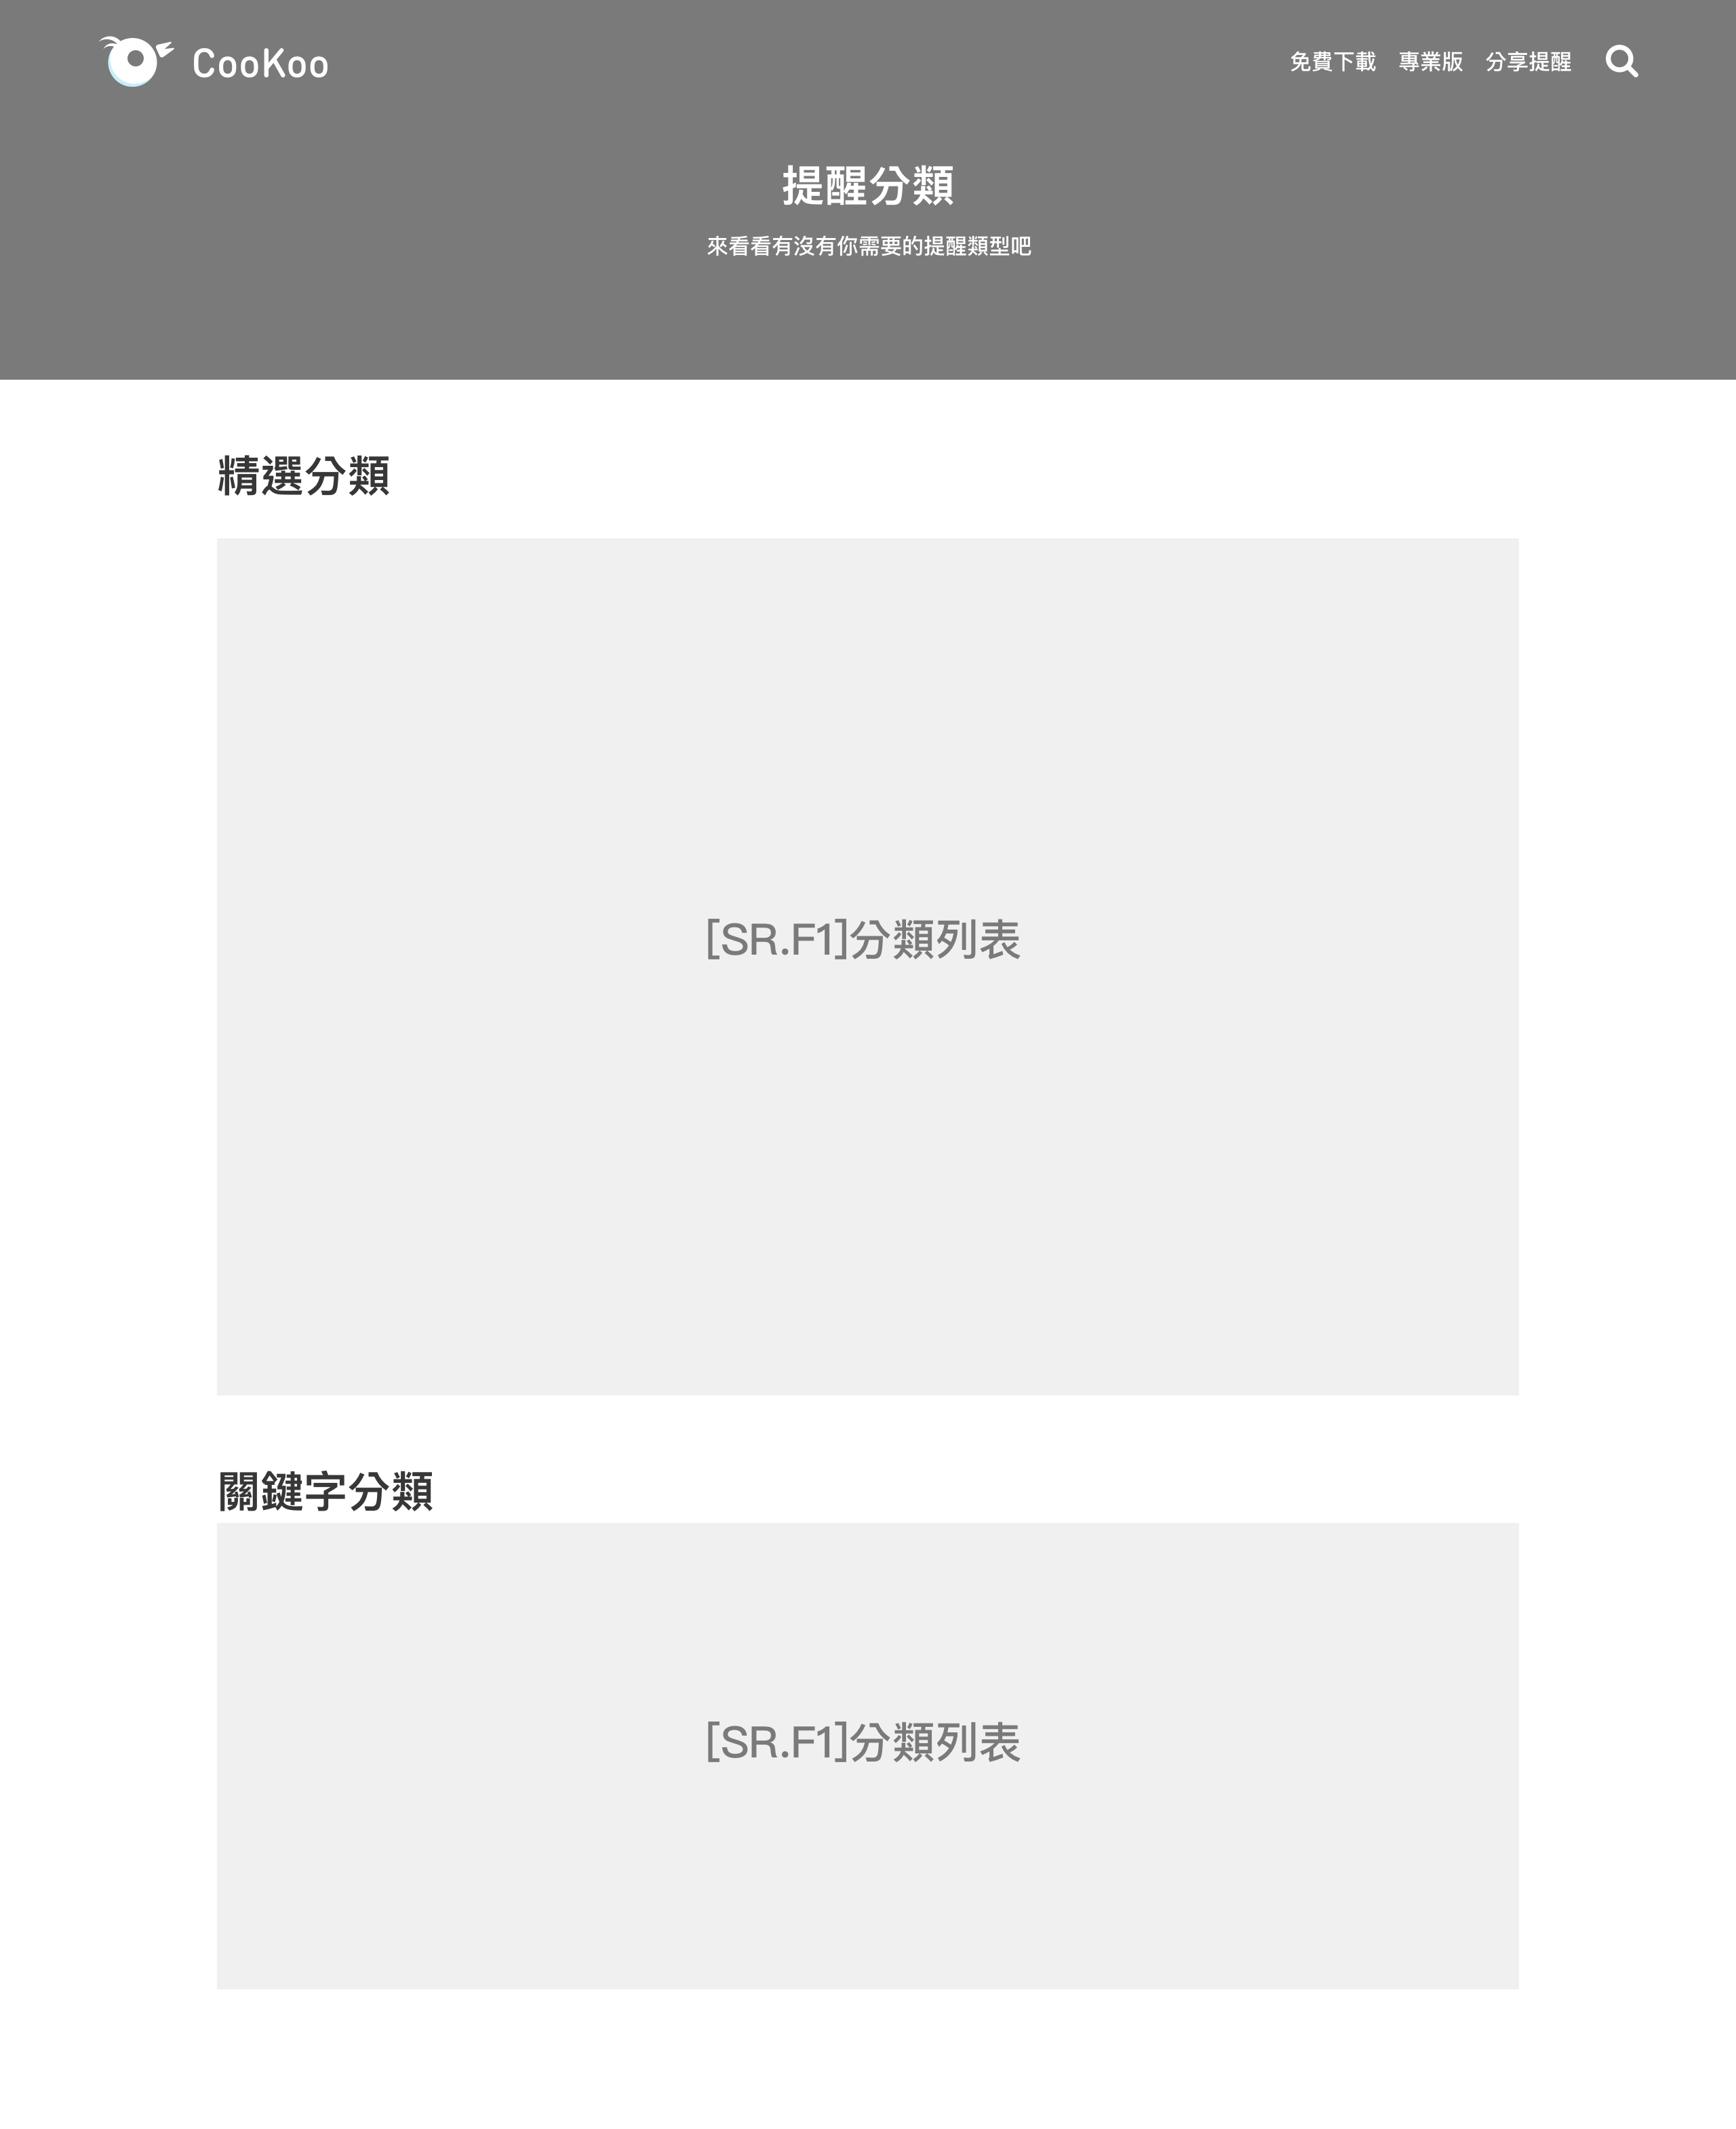 Cookoo
免費下載 專業版 分享提醒
提醒分類
來看看有沒有你需要的提醒類型吧
精選分類
[SR.F1]分類列表
關鍵字分類
[SR.F1]分類列表